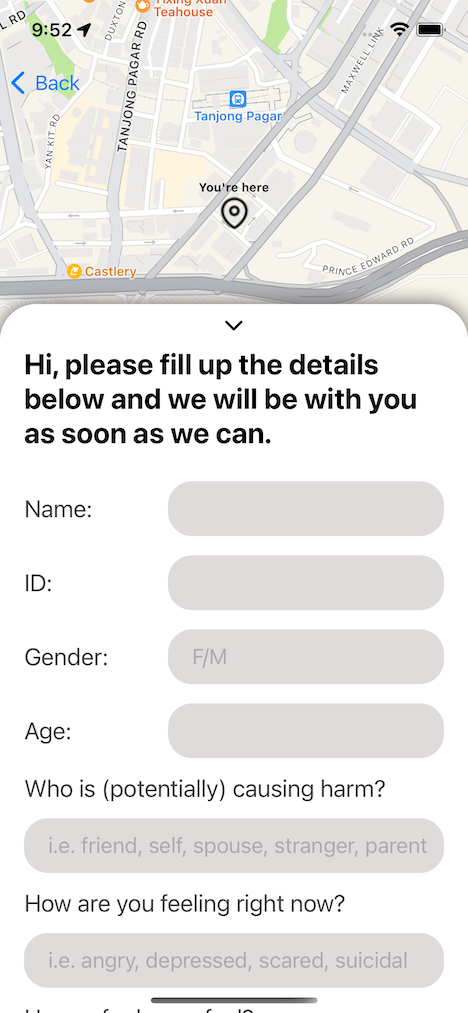 Yixing Xuan
Teahouse
L RD
9:52
DUXTON
TANJONG PAGAR RD
MAXWELL LINK
Back
Tanjong Pagar
YAN KIT RD
You're here
PRINCE EDWARD RD
Castlery
Hi, please fill up the details
below and we will be with you
as soon as we can.
Name:
ID:
Gender:
F/M
Age:
Who is (potentially) causing harm?
i.e. friend, self, spouse, stranger, parent
How are you feeling right now?
i.e. angry, depressed, scared, suicidal